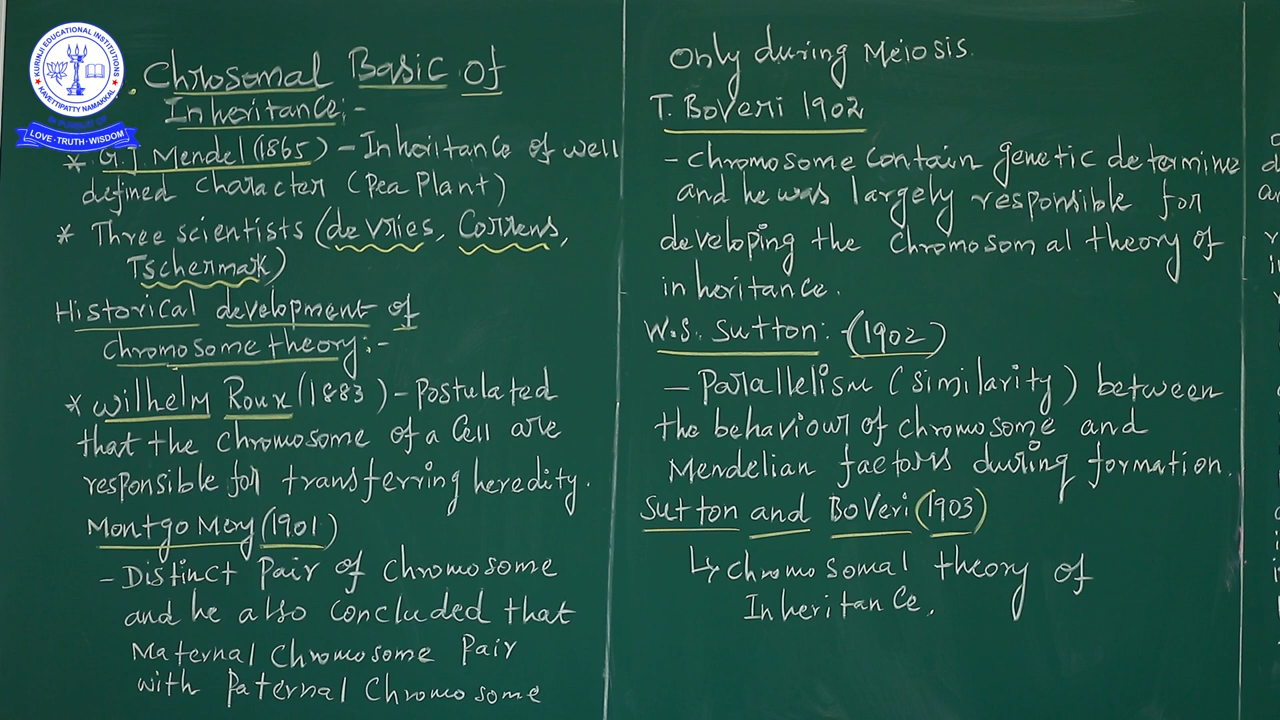 KURINJI EDUCATIONAL INSTITUTIONS
KAVETTIPATTY NAMAKKAL
IN PURSUIT OF
LOVE - TRUTH - WISDOM
Chrosomal Basic Of
Inheritance:-
* G.J. Mendel (1865) - Inheritance of well
defined Character (Pea Plant)
* Three scientists (de vries, Correns,
Tschermark)
Historical development of
Chromosome theory:-
* Wilhelm Roux (1883) - Postulated
that the chromosome of a Cell are
responsible for transferring heredity.
Montgomery (1901)
- Distinct Pair of Chromosome
and he also Concluded that
Maternal Chromosome Pair
with Paternal Chromosome
Only during Meiosis.
T. Boveri 1902
- Chromosome Contain genetic determine
and he was largely responsible for
developing the Chromosomal theory of
inheritance.
W.S. Sutton: - (1902)
- Parallelism (Similarity) between
the behaviour of chromosome and
Mendelian factors during formation.
Sutton and Boveri (1903)
↳ Chromosomal theory of
Inheritance.